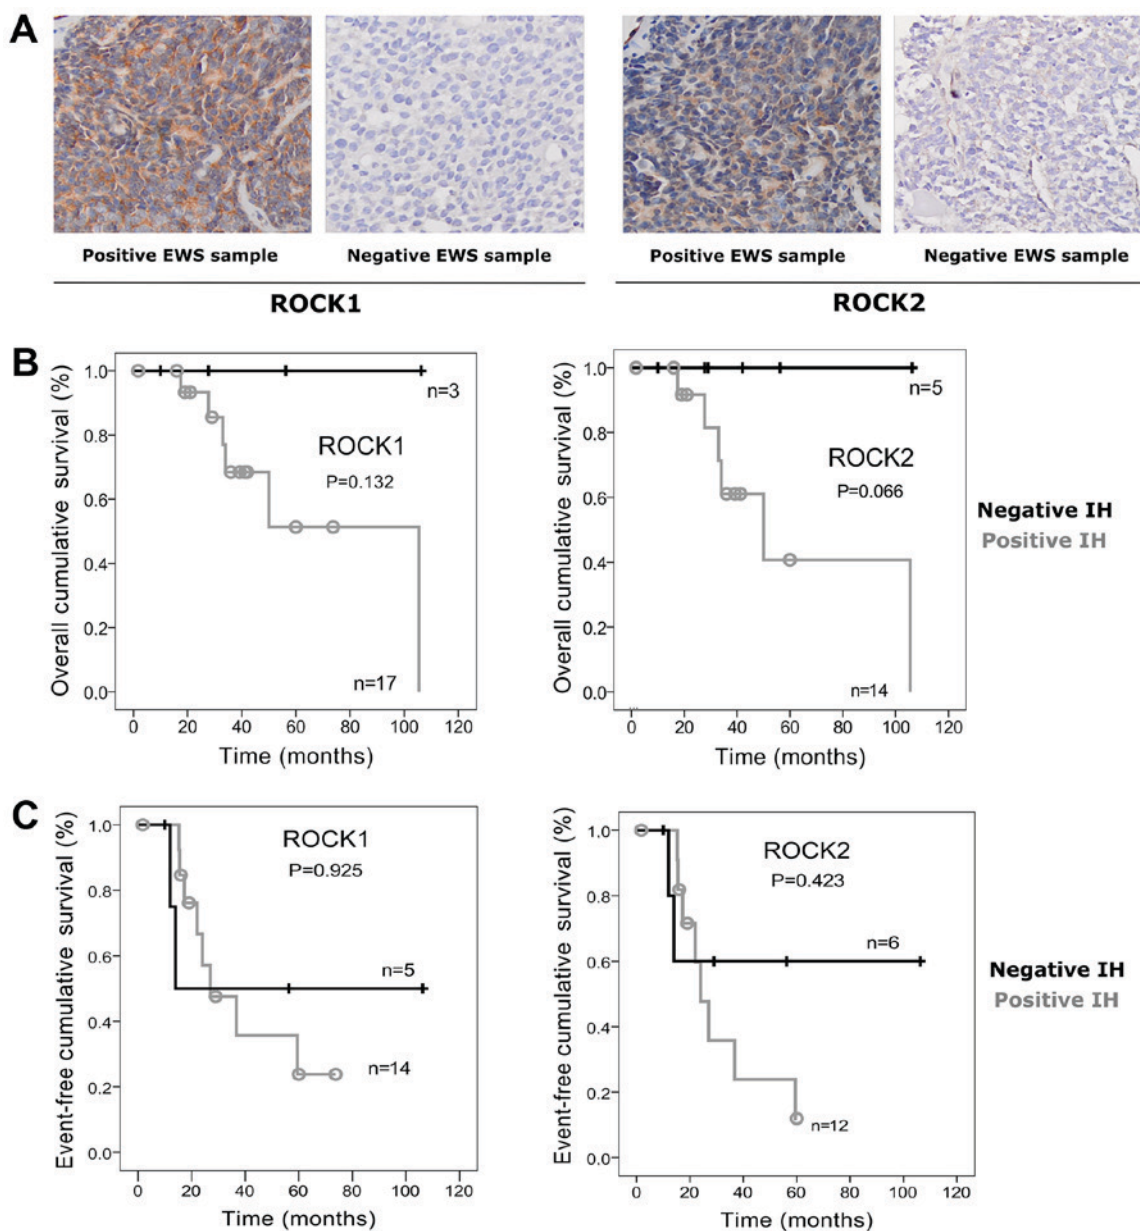 A
Positive EWS sample
Negative EWS sample
Positive EWS sample
Negative EWS sample
ROCK1
ROCK2
B
Overall cumulative survival (%)
1.0
0.8
0.6
0.4
0.2
0.0
n=3
ROCK1
P=0.132
n=17
0 20 40 60 80 100 120
Time (months)
Overall cumulative survival (%)
1.0
0.8
0.6
0.4
0.2
0.0
n=5
ROCK2
P=0.066
n=14
0 20 40 60 80 100 120
Time (months)
Negative IH
Positive IH
C
Event-free cumulative survival (%)
1.0
0.8
0.6
0.4
0.2
0.0
ROCK1
P=0.925
n=5
n=14
0 20 40 60 80 100 120
Time (months)
Event-free cumulative survival (%)
1.0
0.8
0.6
0.4
0.2
0.0
ROCK2
P=0.423
n=6
n=12
0 20 40 60 80 100 120
Time (months)
Negative IH
Positive IH